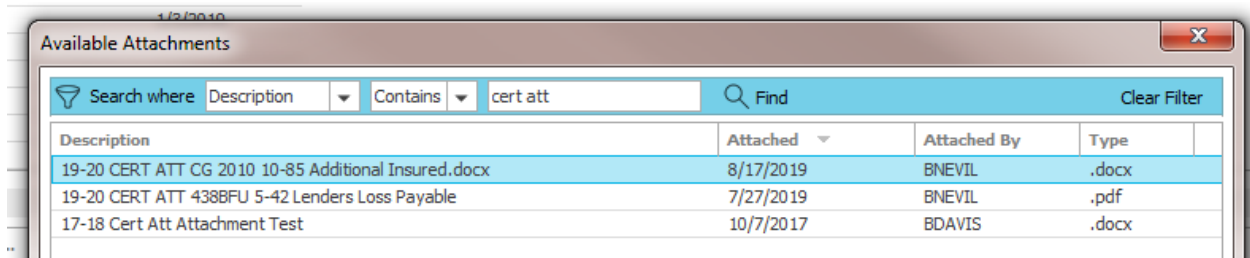 1/3/2019
Available Attachments
Search where Description Contains cert att Find Clear Filter
Description Attached Attached By Type
19-20 CERT ATT CG 2010 10-85 Additional Insured.docx 8/17/2019 BNEVIL .docx
19-20 CERT ATT 438BFU 5-42 Lenders Loss Payable 7/27/2019 BNEVIL .pdf
17-18 Cert Att Attachment Test 10/7/2017 BDAVIS .docx
..